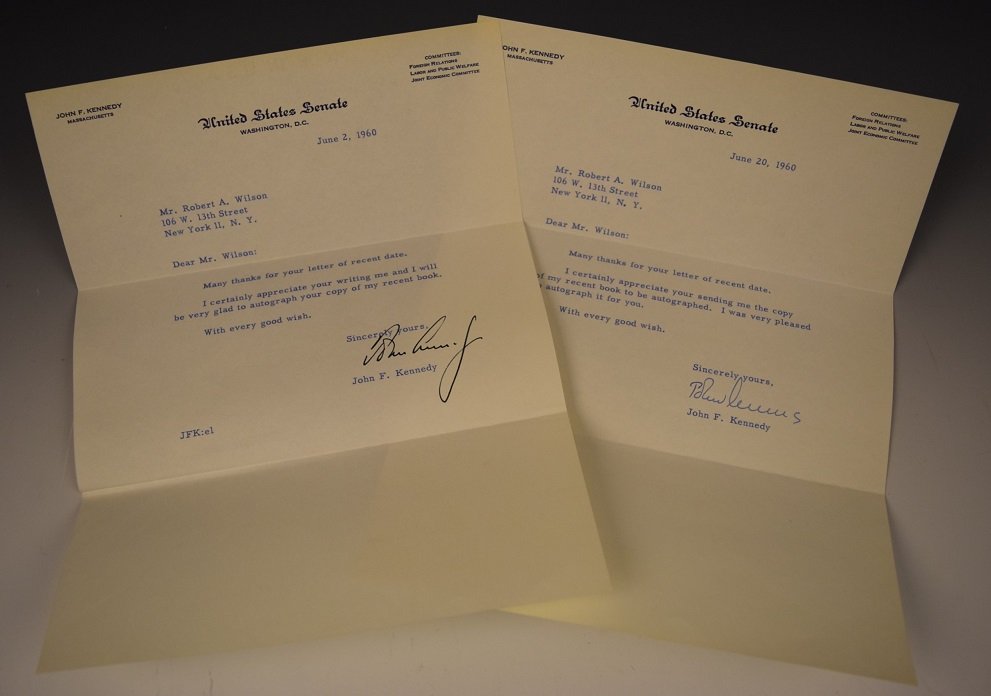 JOHN F. KENNEDY
MASSACHUSETTS
COMMITTEES:
FOREIGN RELATIONS
LABOR AND PUBLIC WELFARE
JOINT ECONOMIC COMMITTEE
United States Senate
WASHINGTON, D.C.
June 2, 1960
Mr. Robert A. Wilson
106 W. 13th Street
New York 11, N. Y.
Dear Mr. Wilson:
Many thanks for your letter of recent date.
I certainly appreciate your writing me and I will
be very glad to autograph your copy of my recent book.
With every good wish.
Sincerely yours,
John F. Kennedy
JFK:el
OHN F. KENNEDY
MASSACHUSETTS
COMMITTEES:
FOREIGN RELATIONS
LABOR AND PUBLIC WELFARE
JOINT ECONOMIC COMMITTEE
United States Senate
WASHINGTON, D.C.
June 20, 1960
Mr. Robert A. Wilson
106 W. 13th Street
New York 11, N. Y.
Dear Mr. Wilson:
Many thanks for your letter of recent date.
I certainly appreciate your sending me the copy
of my recent book to be autographed. I was very pleased
autograph it for you.
With every good wish.
Sincerely yours,
John F. Kennedy